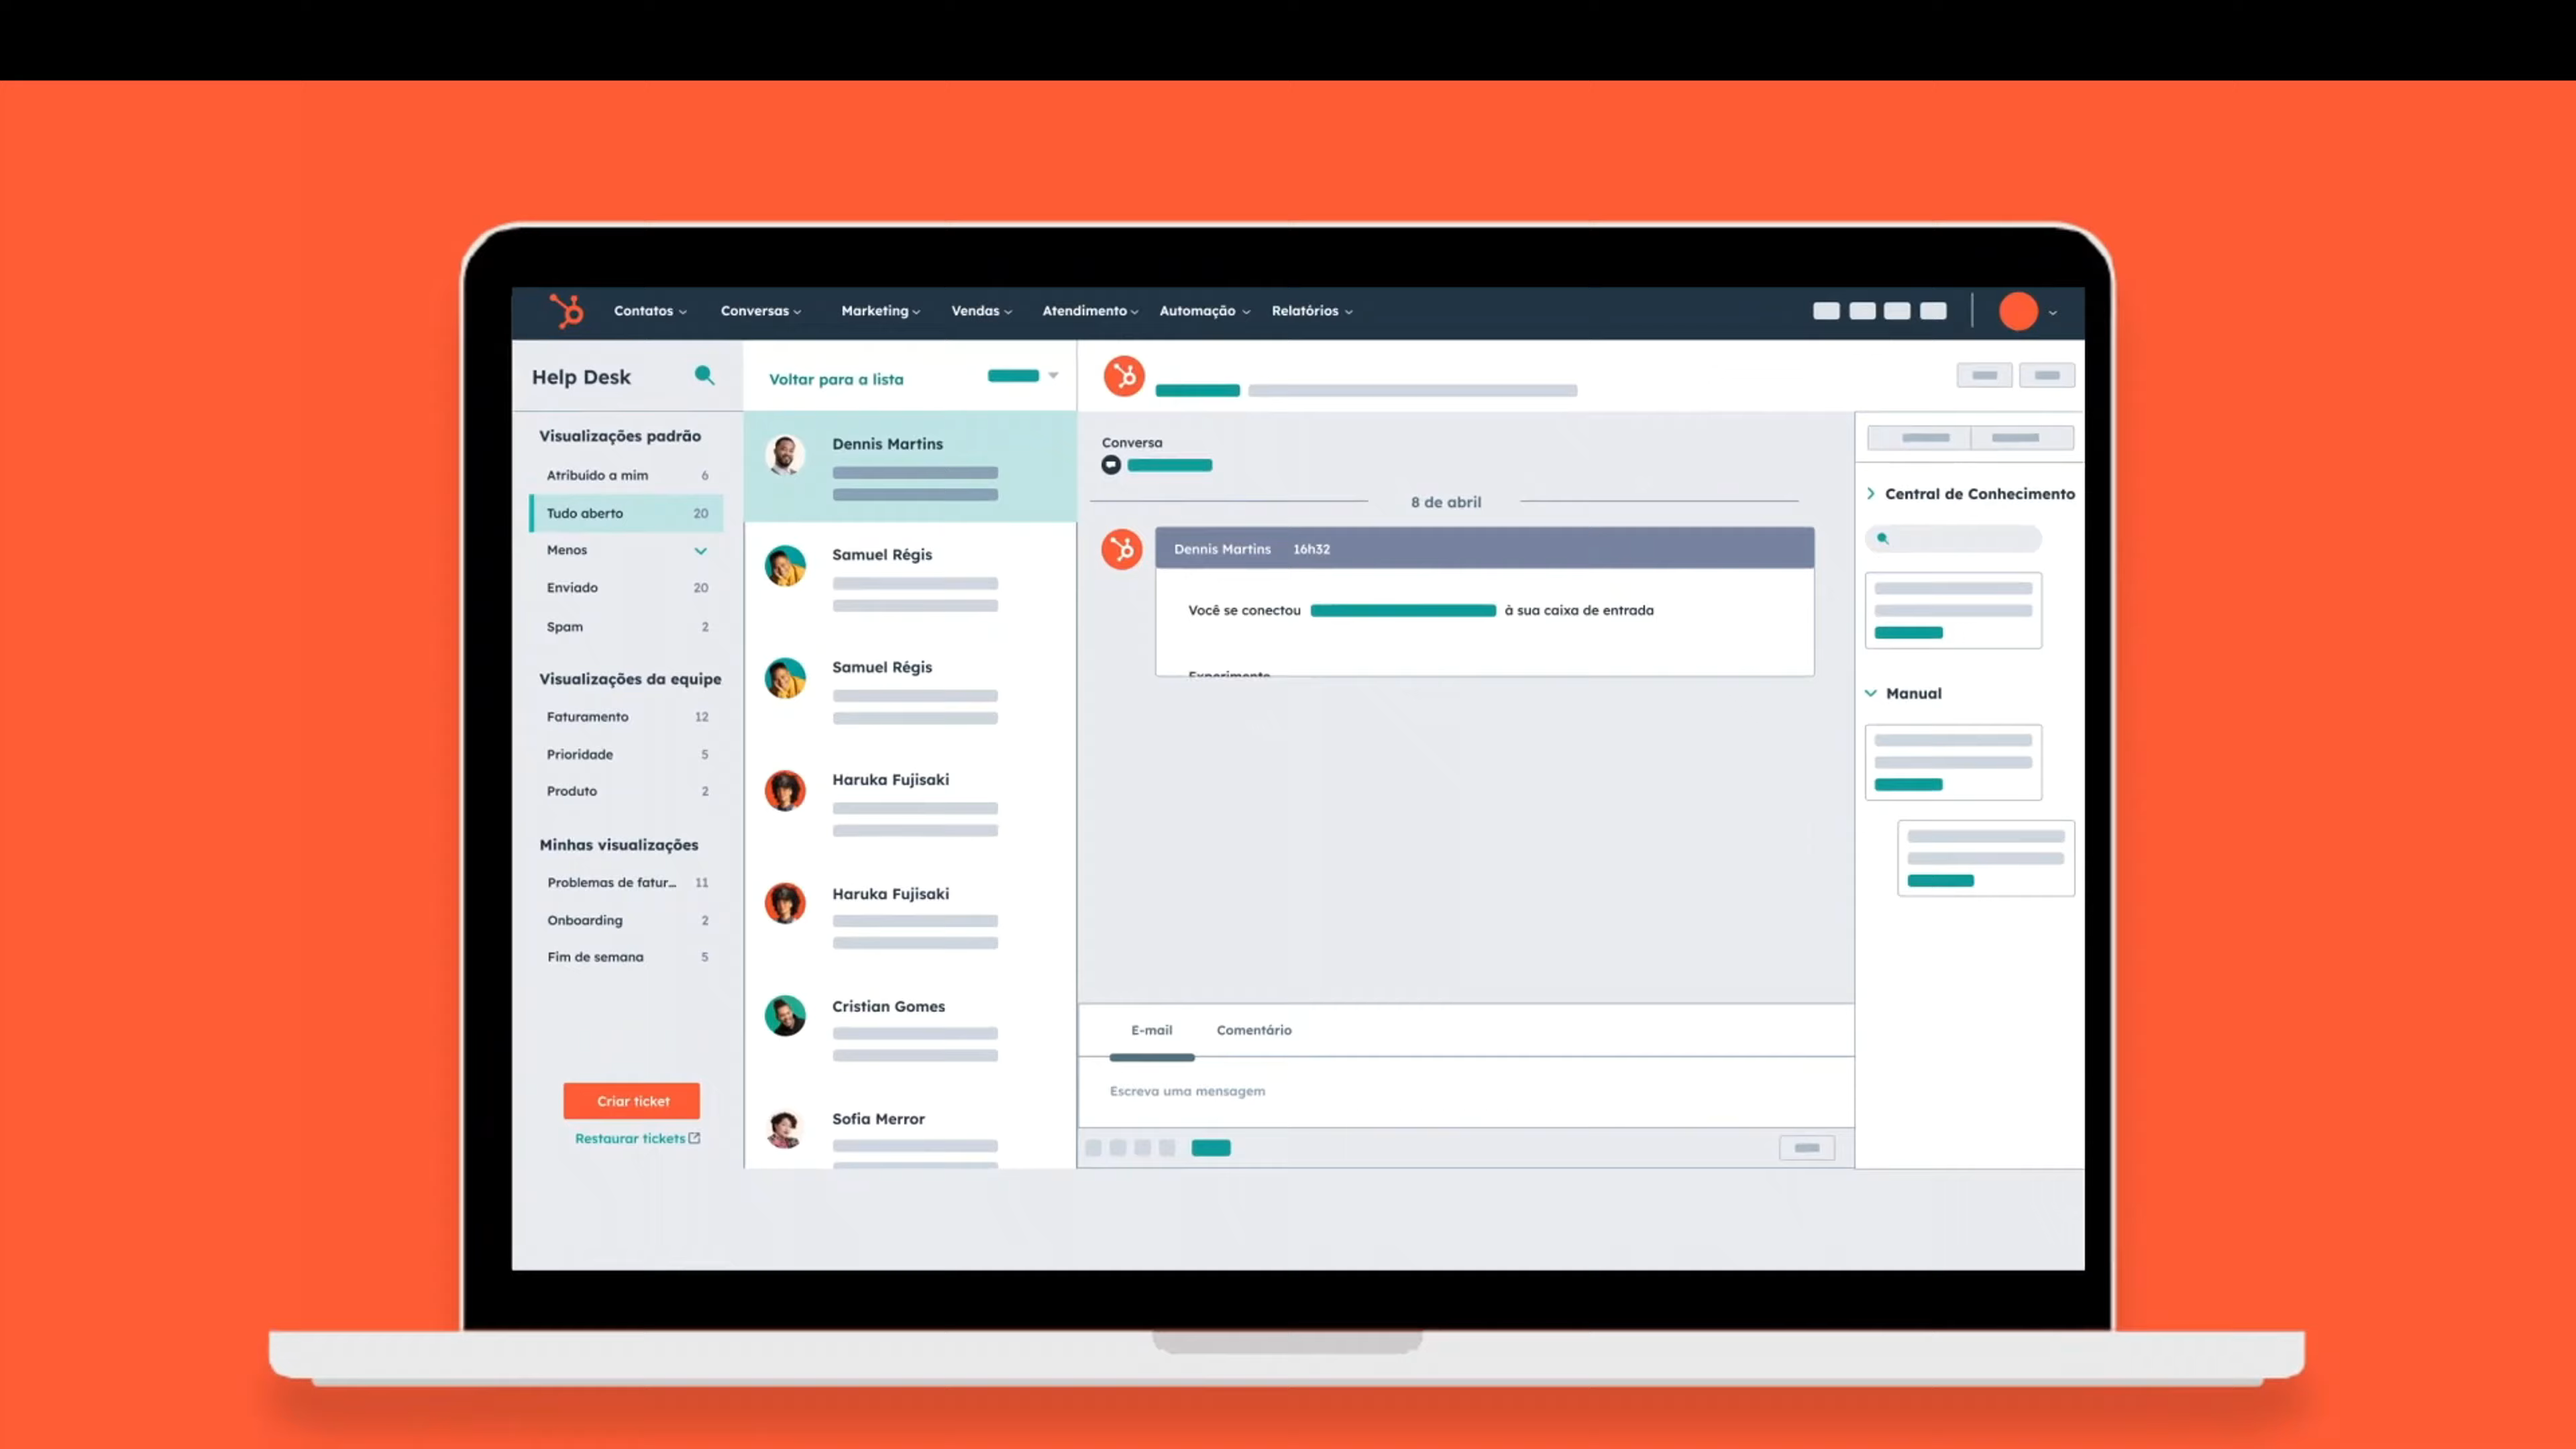 Contatos
Conversas
Marketing
Vendas
Atendimento
Automação
Relatórios
Help Desk
Visualizações padrão
Atribuido a mim 6
Tudo aberto 20
Menos
Enviado 20
Spam 2
Visualizações da equipe
Faturamento 12
Prioridade 5
Produto 2
Minhas visualizações
Problemas de fatur... 11
Onboarding 2
Fim de semana 5
Criar ticket
Restaurar tickets
Voltar para a lista
Dennis Martins
Samuel Régis
Samuel Régis
Haruka Fujisaki
Haruka Fujisaki
Cristian Gomes
Sofia Merror
Conversa
8 de abril
Dennis Martins 16h32
Você se conectou à sua caixa de entrada
Experimente
E-mail
Comentário
Escreva uma mensagem
Central de Conhecimento
Manual